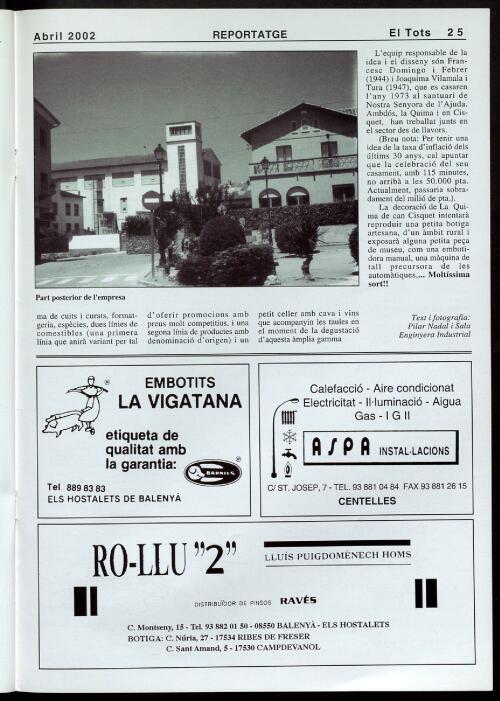 Abril 2002
REPORTATGE
El Tots 25
Part posterior de l'empresa
ma de cuits i curats, format-
geria, espècies, dues línies de
comestibles (una primera
línia que anirà variant per tal
d'oferir promocions amb
preus molt competitius, i una
segona línia de productes amb
denominació d'origen) i un
petit celler amb cava i vins
que acompanyin les taules en
el moment de la degustació
d'aquesta àmplia gamma
L'equip responsable de la
idea i el disseny són Fran-
cesc Domingo i Febrer
(1944) i Joaquima Vilamala i
Tura (1947), que es casaren
l'any 1973 al santuari de
Nostra Senyora de l'Ajuda.
Ambdós, la Quima i en Cis-
quet, han treballat junts en
el sector des de llavors.
(Breu nota: Per tenir una
idea de la taxa d'inflació dels
últims 30 anys, cal apuntar
que la celebració del seu
casament, amb 115 minutes,
no arribà a les 50.000 pta.
Actualment, passaria sobra-
dament del milió de pta.).
La decoració de La Qui-
ma de can Cisquet intentarà
reproduir una petita botiga
artesana, d'un àmbit rural i
exposarà alguna petita peça
de museu, com una emboti-
dora manual, una màquina de
tall precursora de les
automàtiques,... Moltíssima
sort!!
Text i fotografia:
Pilar Nadal i Sala
Enginyera Industrial
EMBOTITS
LA VIGATANA
etiqueta de
qualitat amb
la garantia:
BARNILS
Tel. 889 83 83
ELS HOSTALETS DE BALENYÀ
Calefacció - Aire condicionat
Electricitat - Il·luminació - Aigua
Gas - I G II
ASPA INSTAL·LACIONS
C/ ST. JOSEP, 7 - TEL. 93 881 04 84 FAX 93 881 26 15
CENTELLES
RO-LLU "2"
LLUÍS PUIGDOMÈNECH HOMS
DISTRIBUÏDOR DE PINSOS RAVÉS
C. Montseny, 15 - Tel. 93 882 01 50 - 08550 BALENYÀ - ELS HOSTALETS
BOTIGA: C. Núria, 27 - 17534 RIBES DE FRESER
C. Sant Amand, 5 - 17530 CAMPDEVANOL